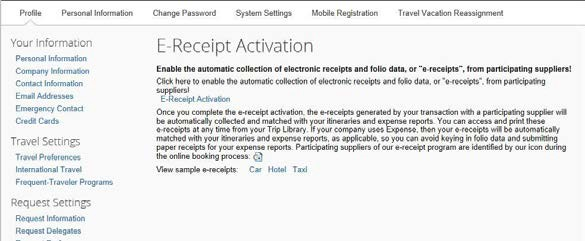 Profile Personal Information Change Password System Settings Mobile Registration Travel Vacation Reassignment
Your Information
Personal Information
Company Information
Contact Information
Email Addresses
Emergency Contact
Credit Cards
Travel Settings
Travel Preferences
International Travel
Frequent-Traveler Programs
Request Settings
Request Information
Request Delegates
E-Receipt Activation
Enable the automatic collection of electronic receipts and folio data, or "e-receipts", from participating suppliers!
Click here to enable the automatic collection of electronic receipts and folio data, or "e-receipts", from participating
suppliers!
E-Receipt Activation
Once you complete the e-receipt activation, the e-receipts generated by your transaction with a participating supplier will
be automatically collected and matched with your itineraries and expense reports. You can access and print these
e-receipts at any time from your Trip Library. If your company uses Expense, then your e-receipts will be automatically
matched with your itineraries and expense reports, as applicable, so you can avoid keying in folio data and submitting
paper receipts for your expense reports. Participating suppliers of our e-receipt program are identified by our icon during
the online booking process:
View sample e-receipts: Car Hotel Taxi